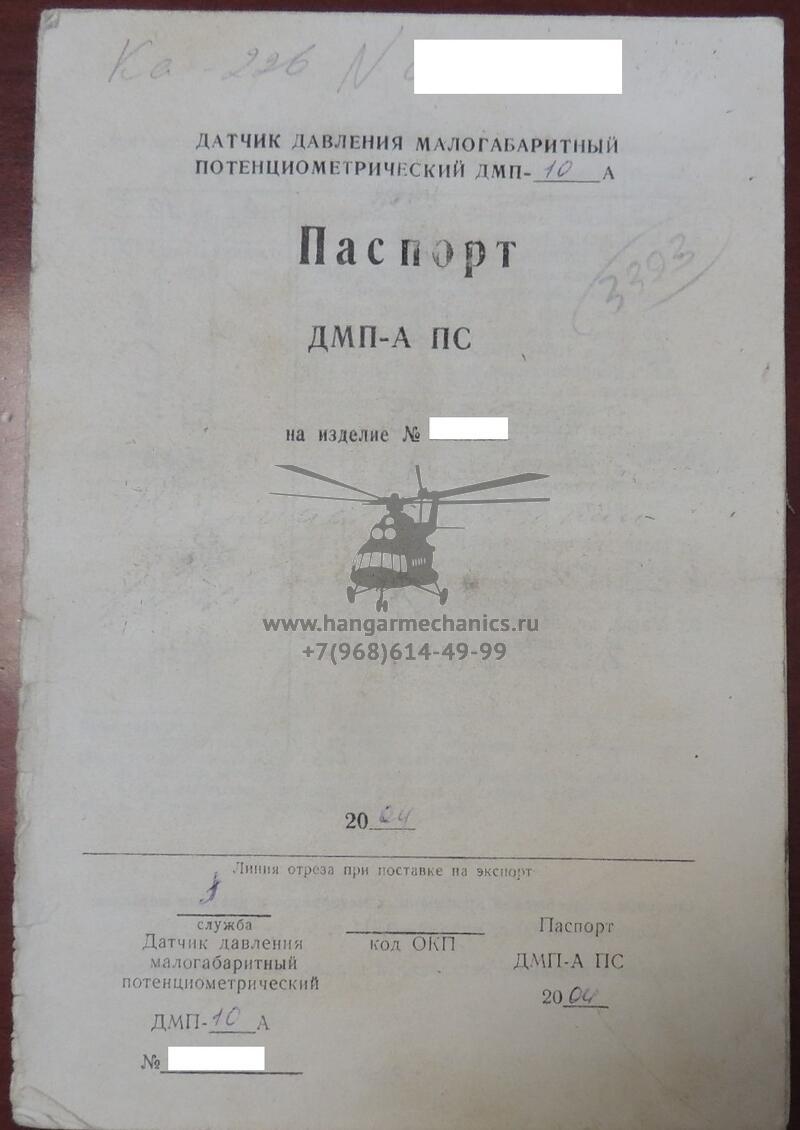 Ка-226 N
ДАТЧИК ДАВЛЕНИЯ МАЛОГАБАРИТНЫЙ
ПОТЕНЦИОМЕТРИЧЕСКИЙ ДМП-10А
Паспорт
3393
ДМП-А ПС
на изделие №
www.hangarmechanics.ru
+7(968)614-49-99
2004
Линия отреза при поставке на экспорт
служба
Датчик давления
малогабаритный
потенциометрический
ДМП-10А
№
код ОКП
Паспорт
ДМП-А ПС
2004